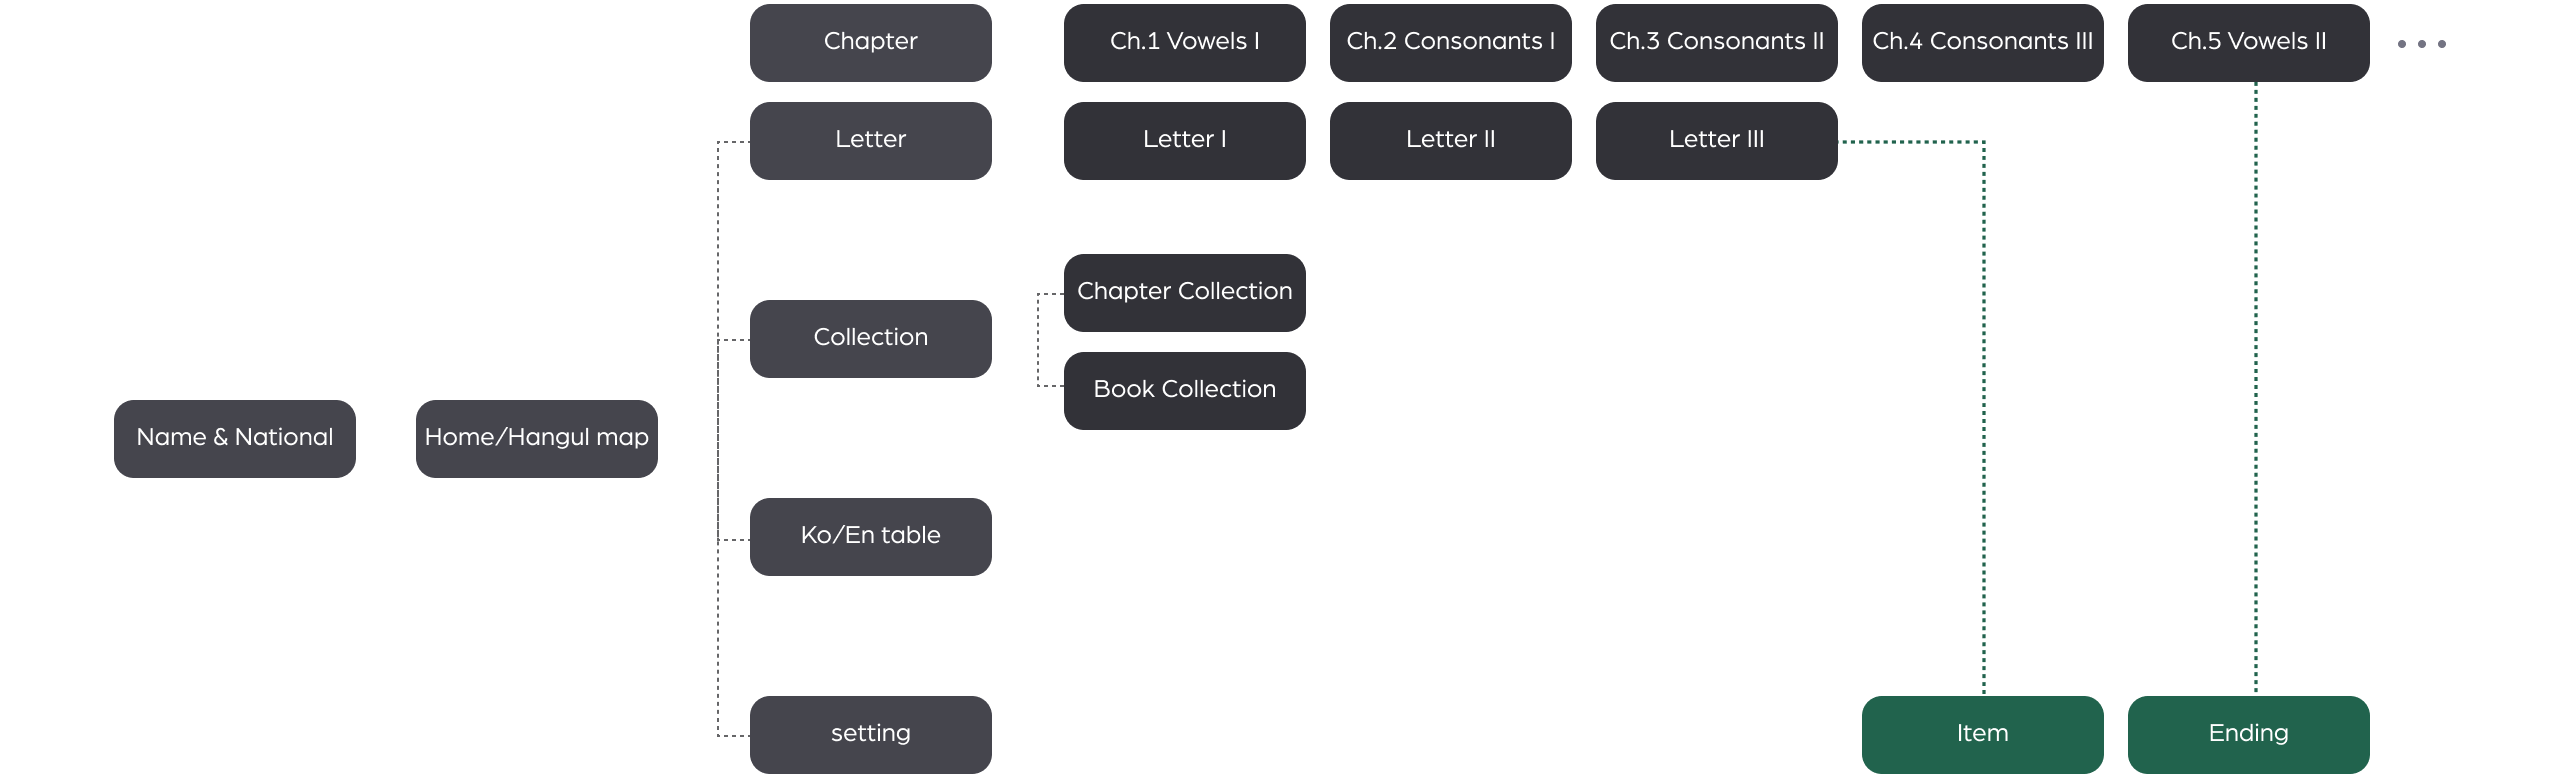 Chapter
Ch.1 Vowels I
Ch.2 Consonants I
Ch.3 Consonants II
Ch.4 Consonants III
Ch.5 Vowels II
Letter
Letter I
Letter II
Letter III
Chapter Collection
Collection
Book Collection
Name & National
Home/Hangul map
Ko/En table
setting
Item
Ending